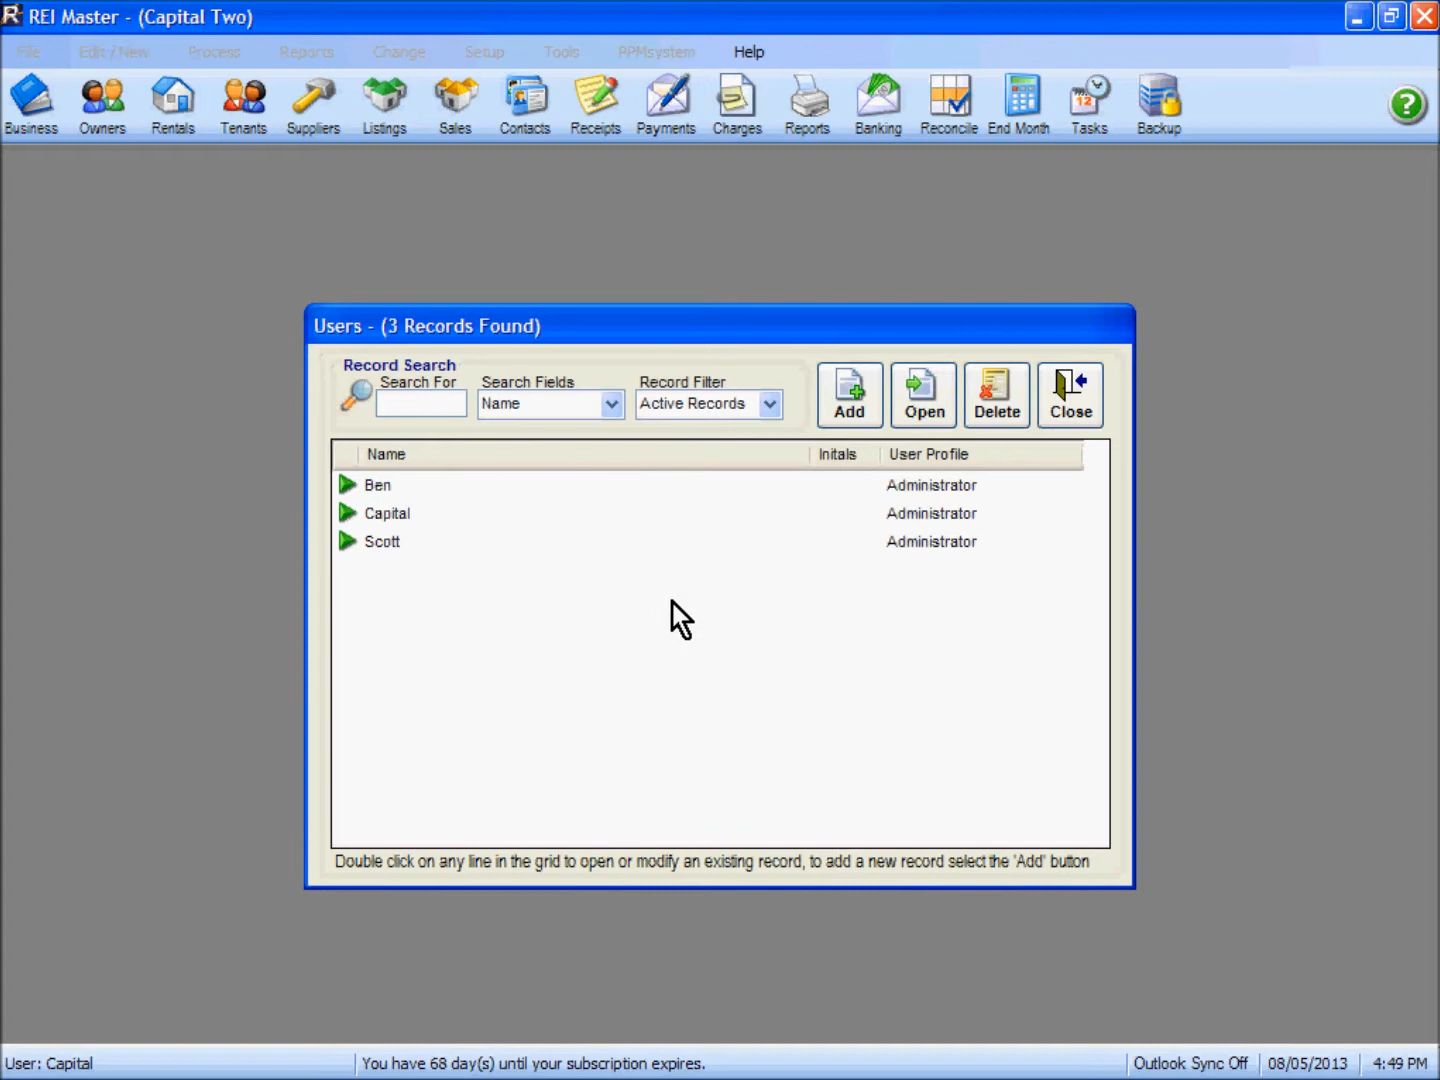 REI Master - (Capital Two)
File Edit / New Process Reports Change Setup Tools RPMsystem Help
Business Owners Rentals Tenants Suppliers Listings Sales Contacts Receipts Payments Charges Reports Banking Reconcile End Month Tasks Backup
Users - (3 Records Found)
Record Search
Search For Search Fields Record Filter
Name Active Records
Add Open Delete Close
Name Initals User Profile
Ben Administrator
Capital Administrator
Scott Administrator
Double click on any line in the grid to open or modify an existing record, to add a new record select the 'Add' button
User: Capital You have 68 day(s) until your subscription expires. Outlook Sync Off 08/05/2013 4:49 PM